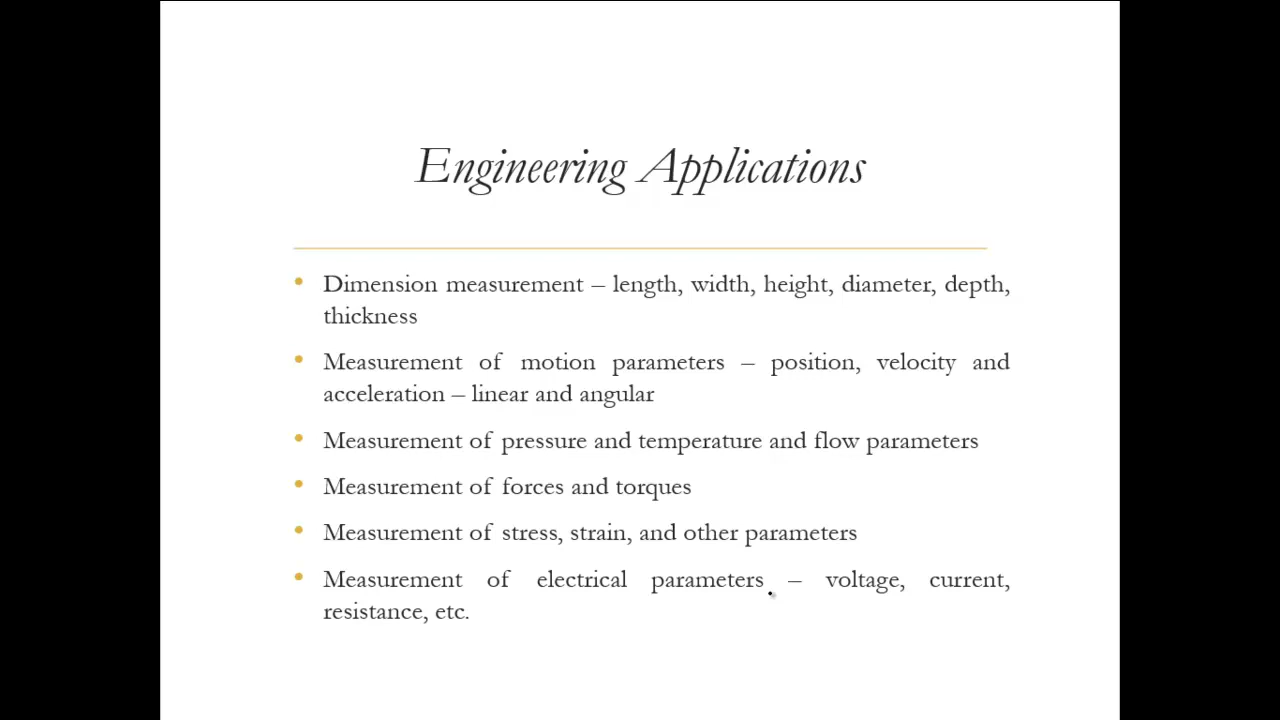 Engineering Applications
• Dimension measurement – length, width, height, diameter, depth,
thickness
• Measurement of motion parameters – position, velocity and
acceleration – linear and angular
• Measurement of pressure and temperature and flow parameters
• Measurement of forces and torques
• Measurement of stress, strain, and other parameters
• Measurement of electrical parameters – voltage, current,
resistance, etc.